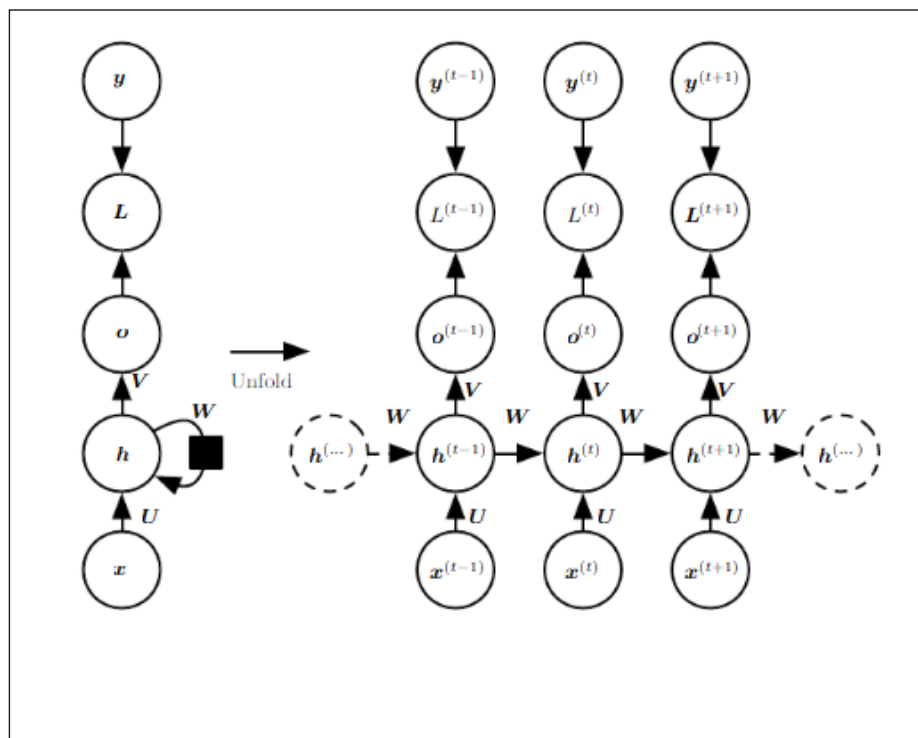 y y^(t−1) y^(t) y^(t+1)
L L^(t−1) L^(t) L^(t+1)
o o^(t−1) o^(t) o^(t+1)
Unfold
V V V V
W W W W W
h h^(...) h^(t−1) h^(t) h^(t+1) h^(...)
U U U U
x x^(t−1) x^(t) x^(t+1)